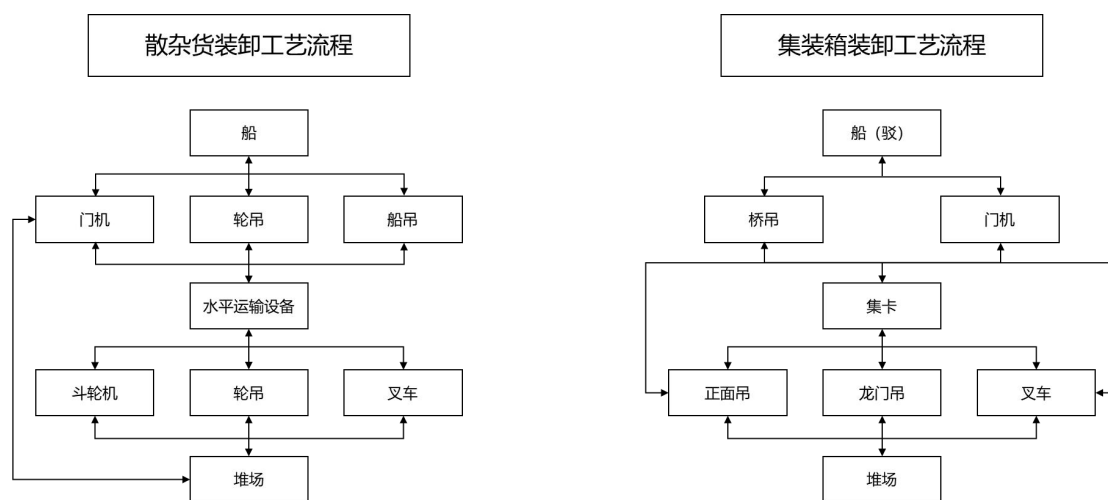 散杂货装卸工艺流程
船
门机
轮吊
船吊
水平运输设备
斗轮机
轮吊
叉车
堆场
集装箱装卸工艺流程
船（驳）
桥吊
门机
集卡
正面吊
龙门吊
叉车
堆场